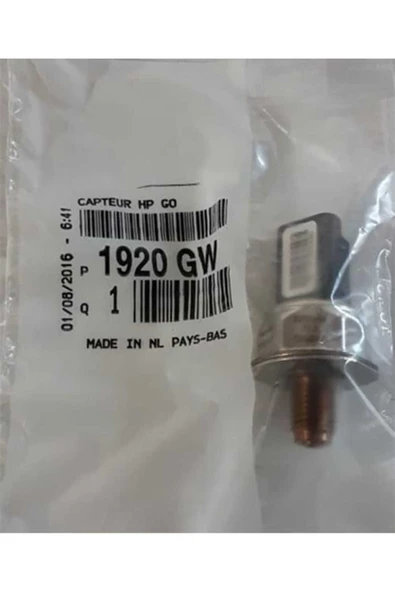 CAPTEUR HP GO
P 1920 GW
Q 1
MADE IN NL PAYS-BAS
01/08/2016 - 6:41